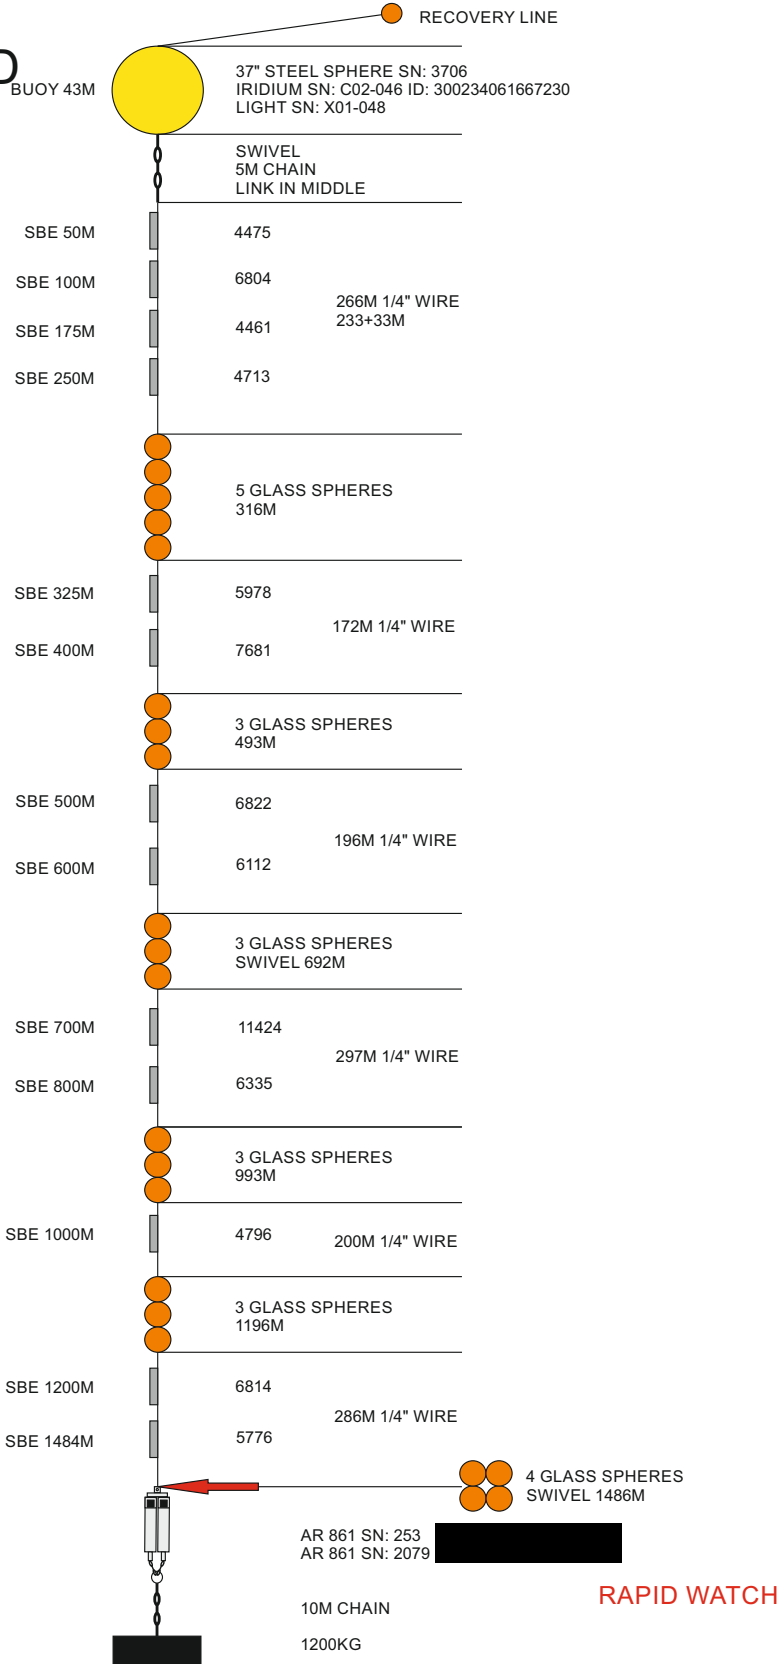 RECOVERY LINE
D
BUOY 43M
37" STEEL SPHERE SN: 3706
IRIDIUM SN: C02-046 ID: 300234061667230
LIGHT SN: X01-048
SWIVEL
5M CHAIN
LINK IN MIDDLE
SBE 50M 4475
SBE 100M 6804
266M 1/4" WIRE
233+33M
SBE 175M 4461
SBE 250M 4713
5 GLASS SPHERES
316M
SBE 325M 5978
172M 1/4" WIRE
SBE 400M 7681
3 GLASS SPHERES
493M
SBE 500M 6822
196M 1/4" WIRE
SBE 600M 6112
3 GLASS SPHERES
SWIVEL 692M
SBE 700M 11424
297M 1/4" WIRE
SBE 800M 6335
3 GLASS SPHERES
993M
SBE 1000M 4796 200M 1/4" WIRE
3 GLASS SPHERES
1196M
SBE 1200M 6814
286M 1/4" WIRE
SBE 1484M 5776
4 GLASS SPHERES
SWIVEL 1486M
AR 861 SN: 253
AR 861 SN: 2079
RAPID WATCH
10M CHAIN
1200KG